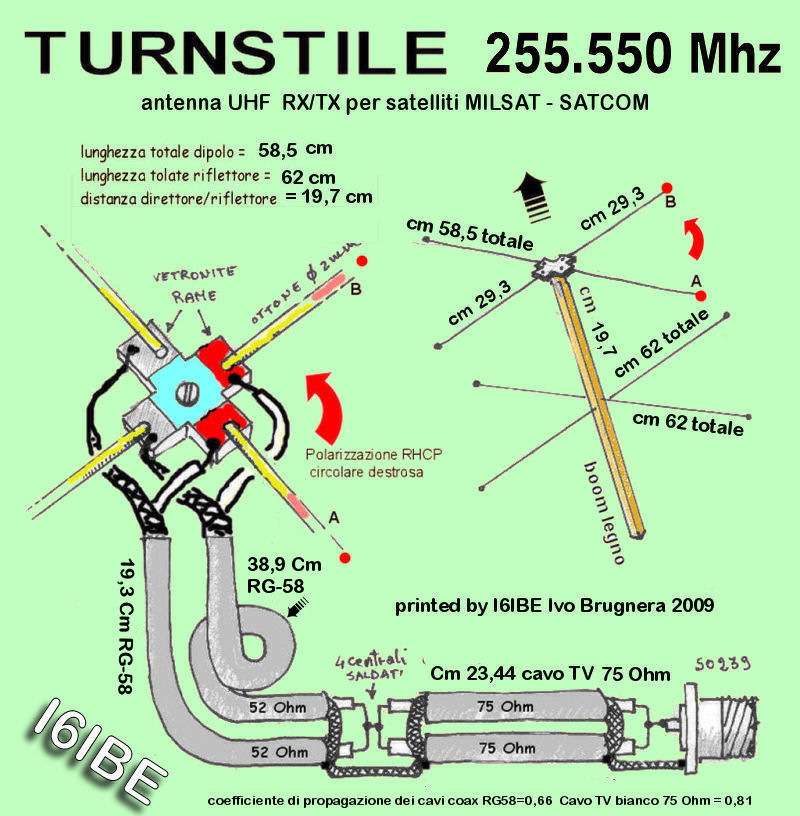 TURNSTILE 255.550 Mhz
antenna UHF RX/TX per satelliti MILSAT - SATCOM
lunghezza totale dipolo = 58,5 cm
lunghezza tolate riflettore = 62 cm
distanza direttore/riflettore = 19,7 cm
VETRONITE
RAME
OTTONE Ø 2mm
B
A
Polarizzazione RHCP
circolare destrosa
cm 58,5 totale
cm 29,3
B
A
cm 29,3
cm 19,7
cm 62 totale
cm 62 totale
boom legno
19,3 Cm RG-58
38,9 Cm
RG-58
printed by I6IBE Ivo Brugnera 2009
4 centrali
SALDATI
Cm 23,44 cavo TV 75 Ohm
SO239
52 Ohm
75 Ohm
52 Ohm
75 Ohm
I6IBE
coefficiente di propagazione dei cavi coax RG58=0,66 Cavo TV bianco 75 Ohm = 0,81